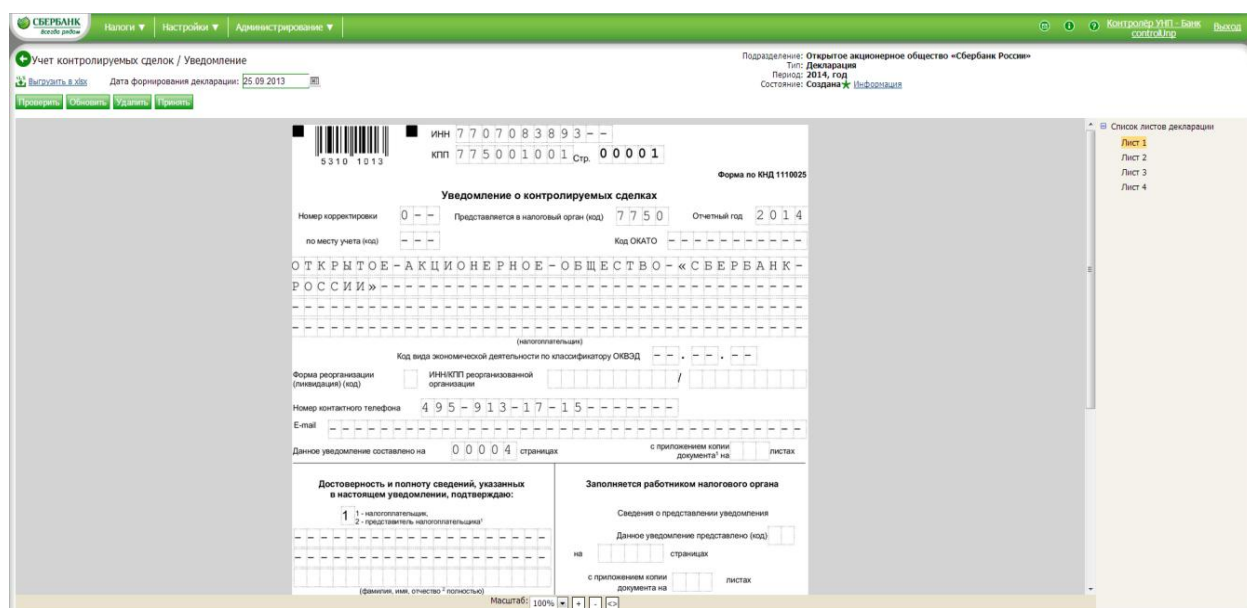 СБЕРБАНК
Всегда рядом
Налоги ▼ Настройки ▼ Администрирование ▼
Контролёр УНП - Банк
controlUnp
Выход
Учет контролируемых сделок / Уведомление
Подразделение: Открытое акционерное общество «Сбербанк России»
Тип: Декларация
Период: 2014, год
Состояние: Создана Информация
Выгрузить в xlsx Дата формирования декларации: 25.09.2013
Проверить Обновить Удалить Принять
Список листов декларации
Лист 1
Лист 2
Лист 3
Лист 4
5310 1013
ИНН 7707083893--
КПП 775001001 Стр. 00001
Форма по КНД 1110025
Уведомление о контролируемых сделках
Номер корректировки 0-- Представляется в налоговый орган (код) 7750 Отчетный год 2014
по месту учета (код) --- Код ОКАТО -----------
ОТКРЫТОЕ-АКЦИОНЕРНОЕ-ОБЩЕСТВО-«СБЕРБАНК-
РОССИИ»---------------------------------
----------------------------------------
----------------------------------------
(налогоплательщик)
Код вида экономической деятельности по классификатору ОКВЭД --.--.--
Форма реорганизации
(ликвидация) (код)
ИНН/КПП реорганизованной
организации /
Номер контактного телефона 495-913-17-15-------
E-mail -----------------------------------
Данное уведомление составлено на 00004 страницах
с приложением копии
документа¹ на листах
Достоверность и полноту сведений, указанных
в настоящем уведомлении, подтверждаю:
1 1 - налогоплательщик,
2 - представитель налогоплательщика¹
--------------------
--------------------
(фамилия, имя, отчество ² полностью)
Заполняется работником налогового органа
Сведения о представлении уведомления
Данное уведомление представлено (код)
на страницах
с приложением копии
документа на листах
Масштаб: 100% + - <>